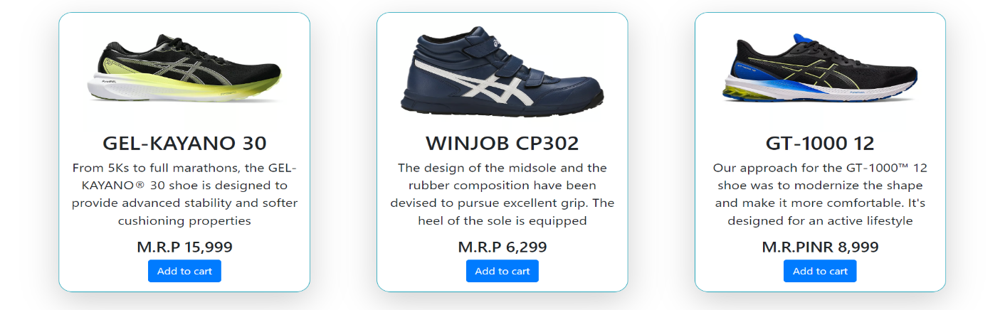 GEL-KAYANO 30
From 5Ks to full marathons, the GEL-
KAYANO® 30 shoe is designed to
provide advanced stability and softer
cushioning properties
M.R.P 15,999
Add to cart
WINJOB CP302
The design of the midsole and the
rubber composition have been
devised to pursue excellent grip. The
heel of the sole is equipped
M.R.P 6,299
Add to cart
GT-1000 12
Our approach for the GT-1000™ 12
shoe was to modernize the shape
and make it more comfortable. It's
designed for an active lifestyle
M.R.PINR 8,999
Add to cart